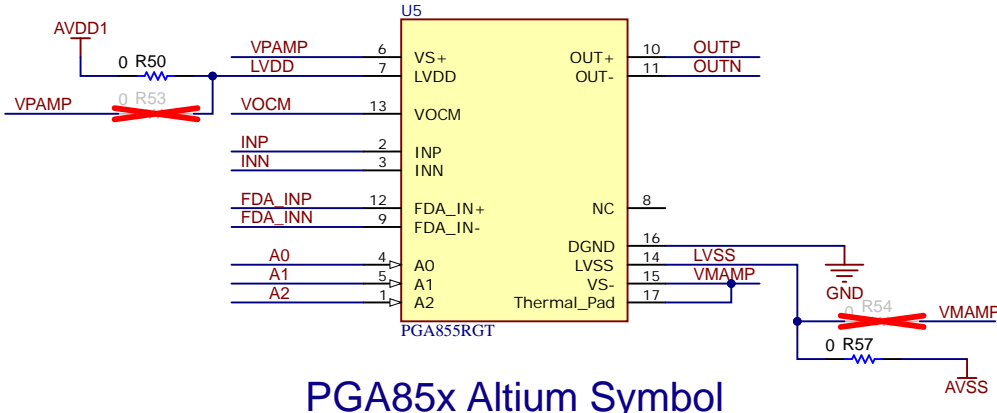 U5
AVDD1
0 R50
0 R53
VPAMP
VPAMP 6 VS+
LVDD 7 LVDD
VOCM 13 VOCM
INP 2 INP
INN 3 INN
FDA_INP 12 FDA_IN+
FDA_INN 9 FDA_IN-
A0 4 A0
A1 5 A1
A2 1 A2
OUT+ 10 OUTP
OUT- 11 OUTN
NC 8
DGND 16
LVSS 14 LVSS
VS- 15 VMAMP
Thermal_Pad 17
GND
0 R54
VMAMP
0 R57
AVSS
PGA855RGT
PGA85x Altium Symbol